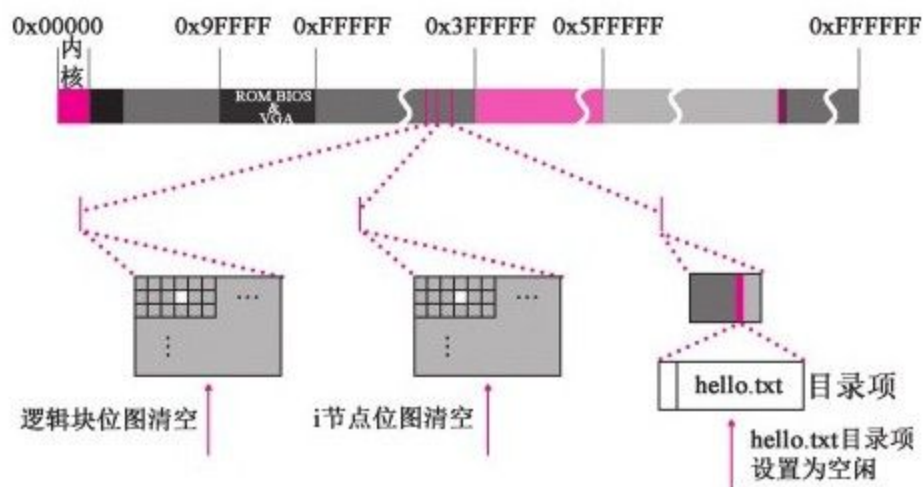 0x00000 0x9FFFF 0xFFFFF 0x3FFFFF 0x5FFFFF 0xFFFFFF
内
核
ROM BIOS
&
VGA
hello.txt 目录项
逻辑块位图清空
i节点位图清空
hello.txt目录项
设置为空闲